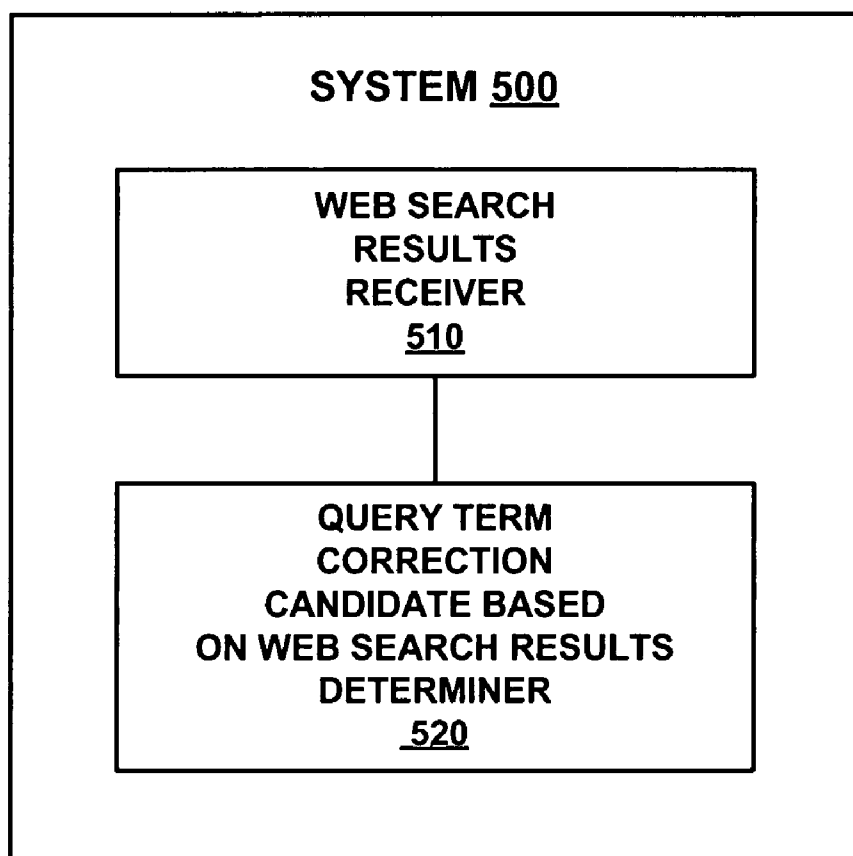 SYSTEM 500
WEB SEARCH
RESULTS
RECEIVER
510
QUERY TERM
CORRECTION
CANDIDATE BASED
ON WEB SEARCH RESULTS
DETERMINER
520